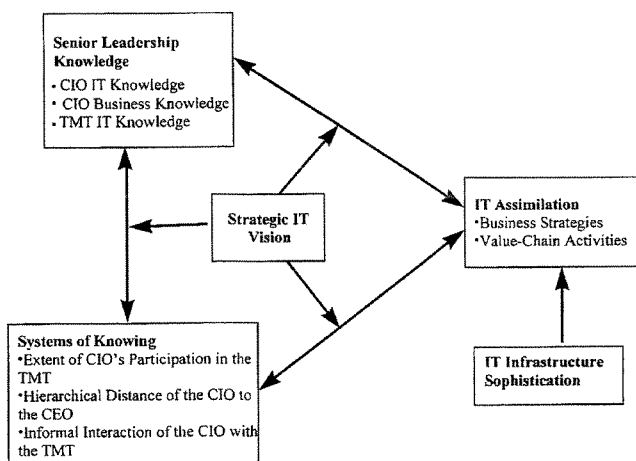 Senior Leadership
Knowledge
• CIO IT Knowledge
• CIO Business Knowledge
• TMT IT Knowledge
Strategic IT
Vision
IT Assimilation
•Business Strategies
•Value-Chain Activities
Systems of Knowing
•Extent of CIO's Participation in the
TMT
•Hierarchical Distance of the CIO to
the CEO
•Informal Interaction of the CIO with
the TMT
IT Infrastructure
Sophistication